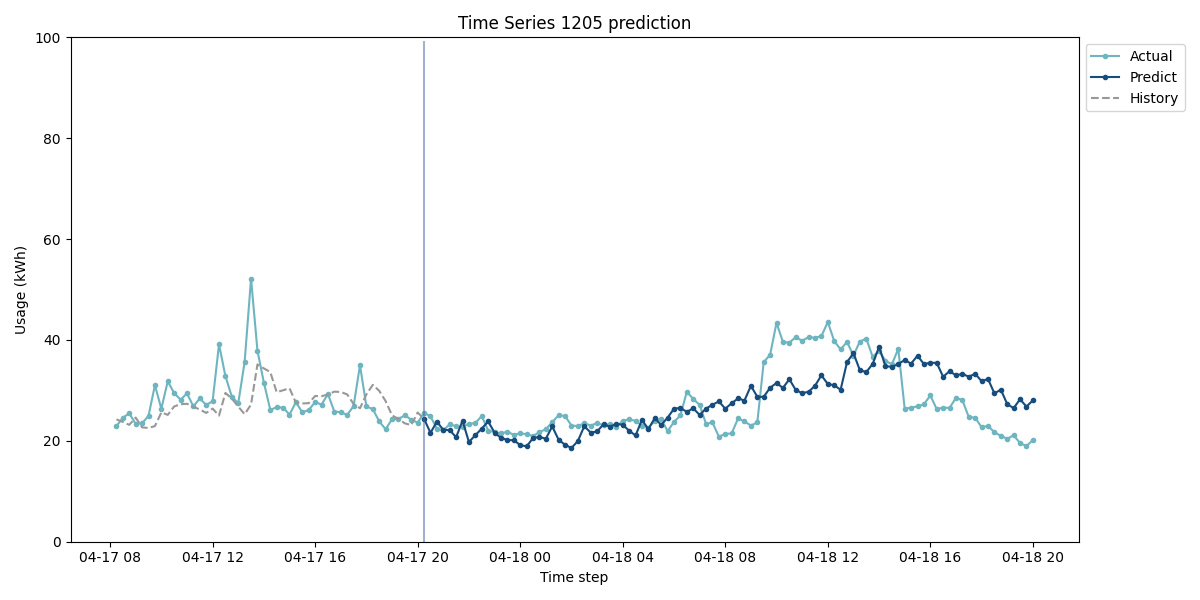 Time Series 1205 prediction
Actual
Predict
History
Usage (kWh)
100
80
60
40
20
0
04-17 08 04-17 12 04-17 16 04-17 20 04-18 00 04-18 04 04-18 08 04-18 12 04-18 16 04-18 20
Time step